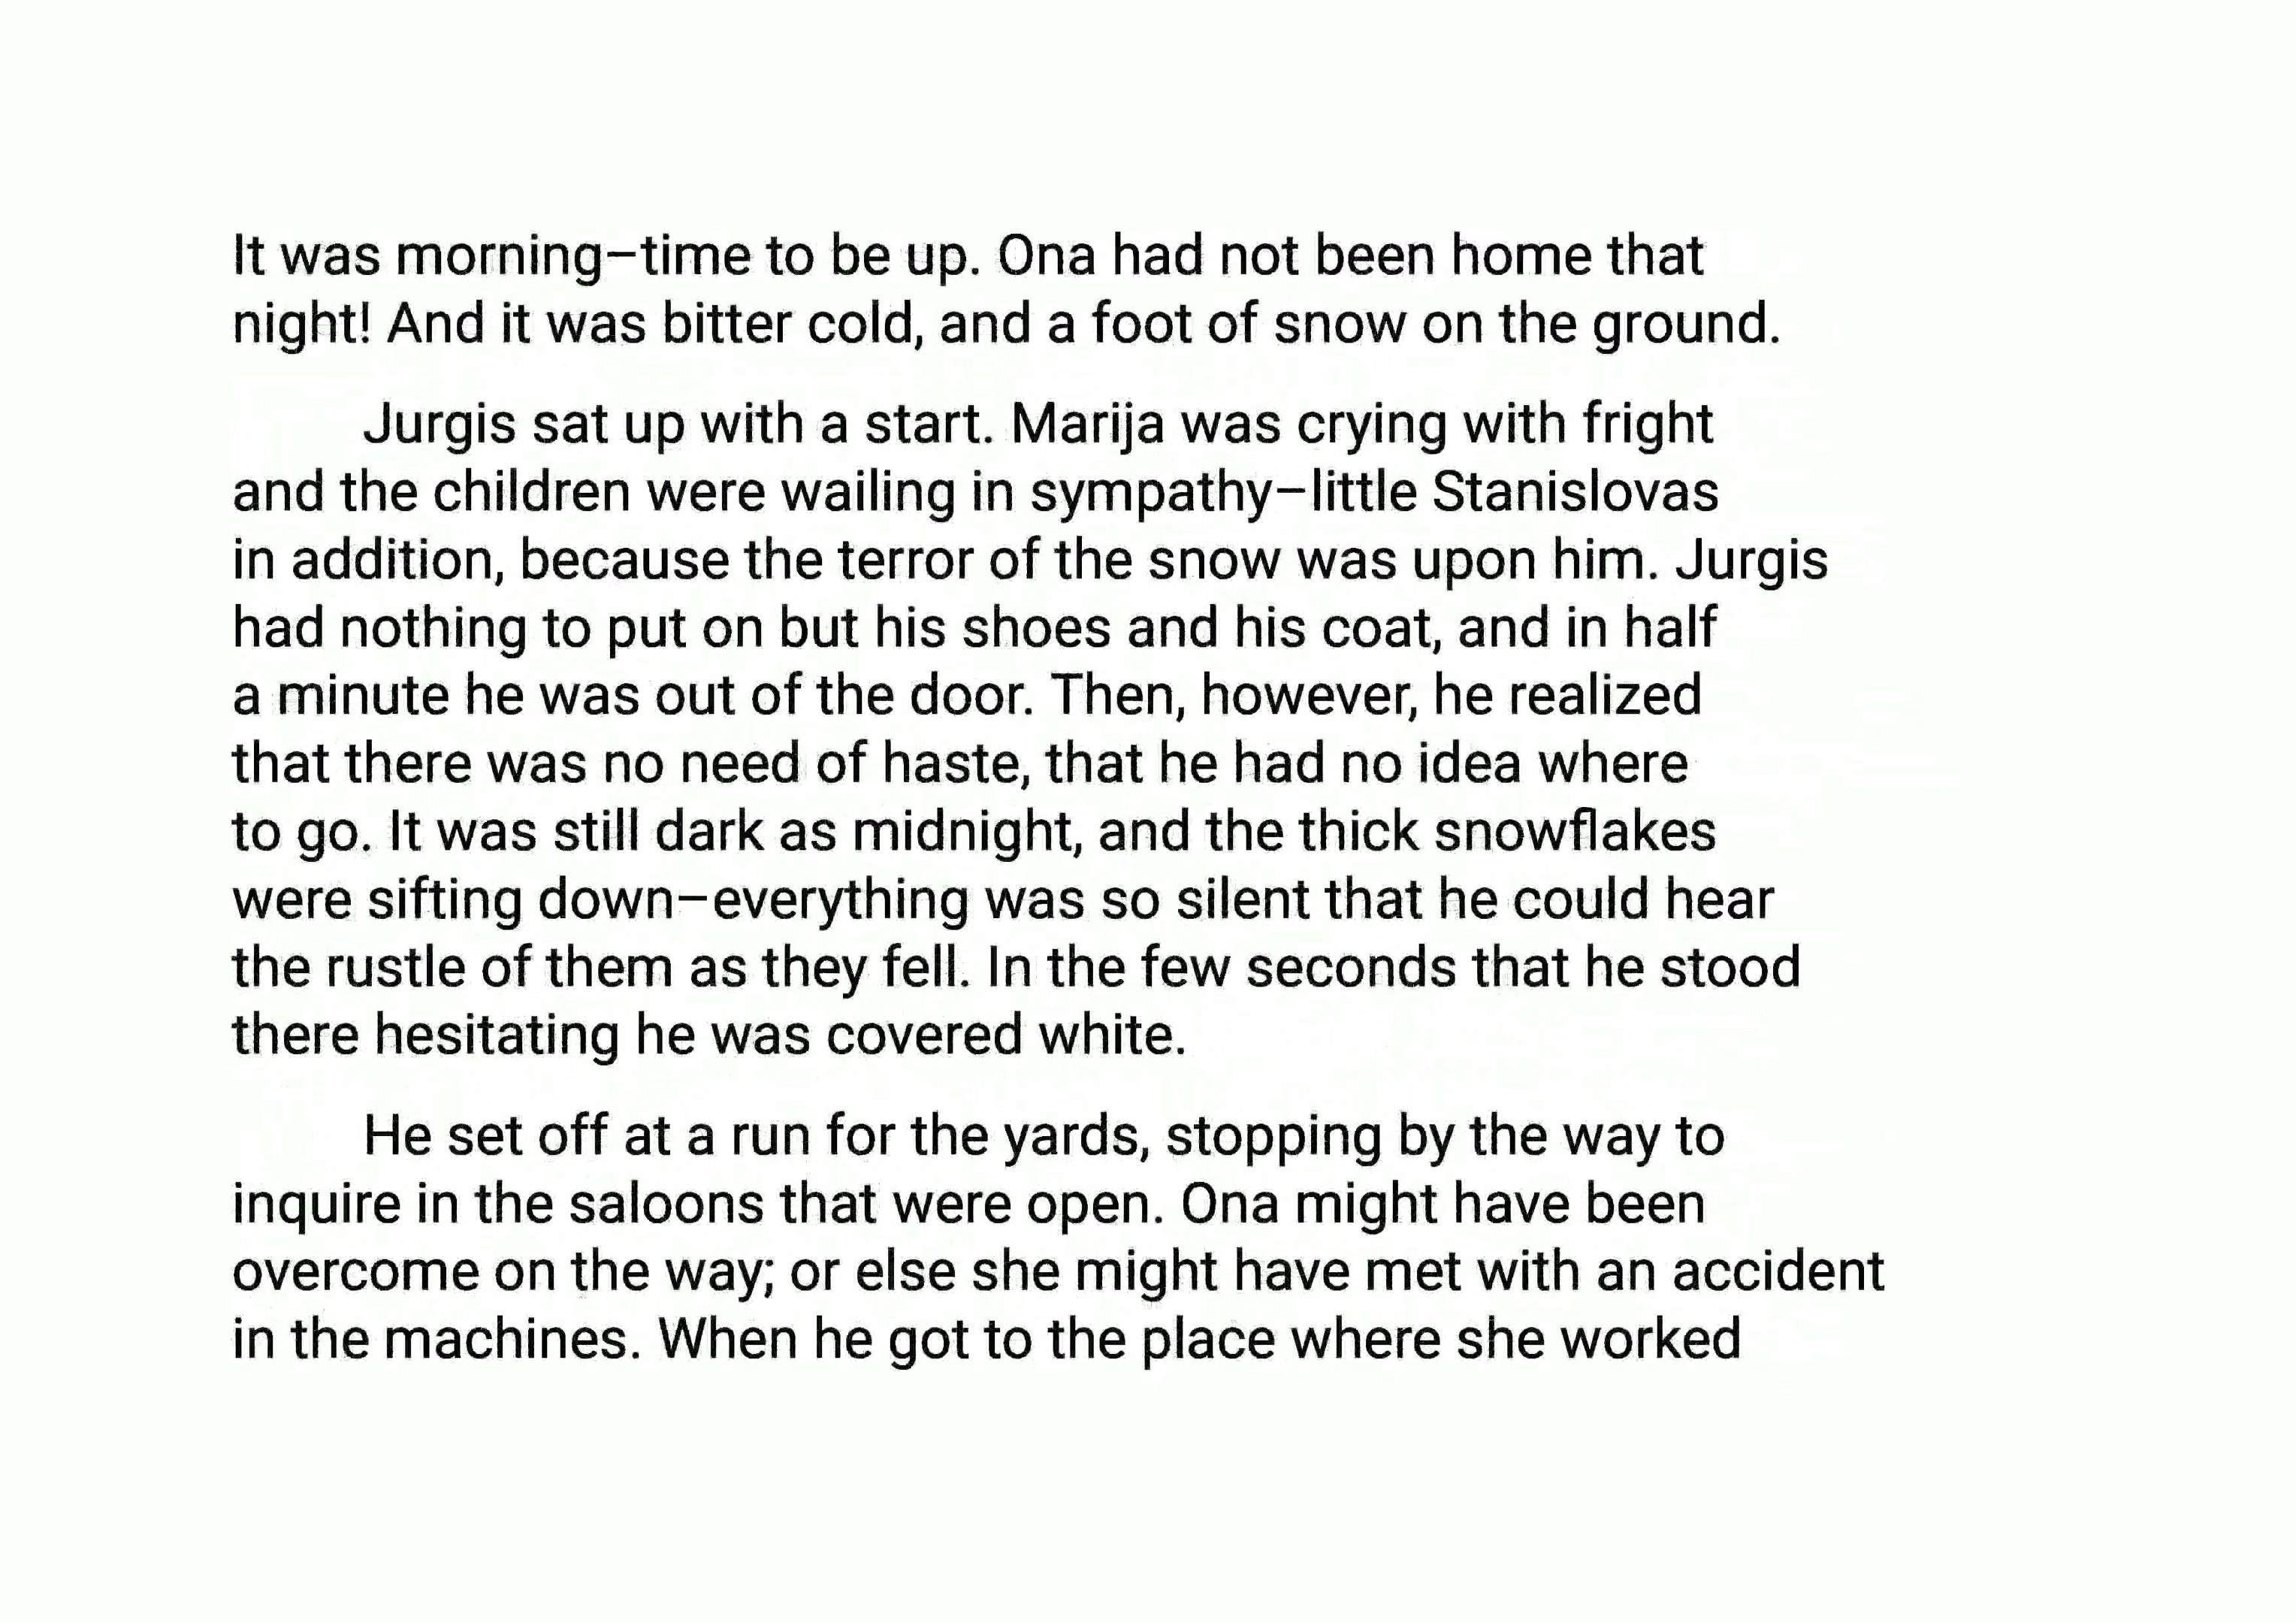 It was morning–time to be up. Ona had not been home that
night! And it was bitter cold, and a foot of snow on the ground.
Jurgis sat up with a start. Marija was crying with fright
and the children were wailing in sympathy–little Stanislovas
in addition, because the terror of the snow was upon him. Jurgis
had nothing to put on but his shoes and his coat, and in half
a minute he was out of the door. Then, however, he realized
that there was no need of haste, that he had no idea where
to go. It was still dark as midnight, and the thick snowflakes
were sifting down–everything was so silent that he could hear
the rustle of them as they fell. In the few seconds that he stood
there hesitating he was covered white.
He set off at a run for the yards, stopping by the way to
inquire in the saloons that were open. Ona might have been
overcome on the way; or else she might have met with an accident
in the machines. When he got to the place where she worked